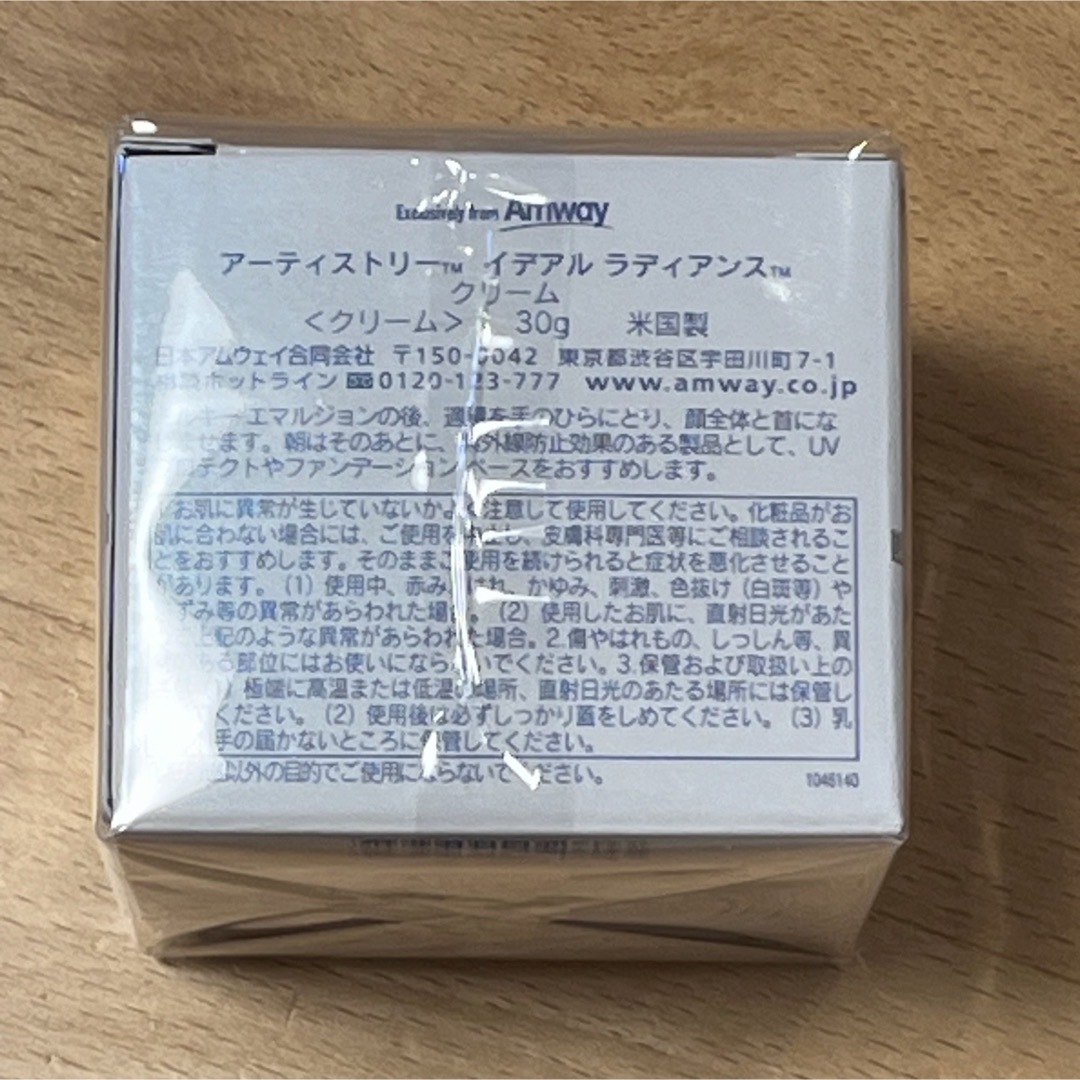 Exclusively from Amway
アーティストリー™ イデアル ラディアンス™
クリーム
＜クリーム＞ 30g 米国製
日本アムウェイ合同会社 〒150-0042 東京都渋谷区宇田川町7-1
ホットライン 0120-123-777 www.amway.co.jp
エマルジョンの後、適量を手のひらにとり、顔全体と首にな
せます。朝はそのあとに、紫外線防止効果のある製品として、UV
テクトやファンデーション ベースをおすすめします。
お肌に異常が生じていないかよく注意して使用してください。化粧品がお
肌に合わない場合には、ご使用を中止し、皮膚科専門医等にご相談されるこ
とをおすすめします。そのままご使用を続けられると症状を悪化させること
があります。(1) 使用中、赤み、はれ、かゆみ、刺激、色抜け（白斑等）や
ずみ等の異常があらわれた場合。(2) 使用したお肌に、直射日光があた
上記のような異常があらわれた場合。2.傷やはれもの、しっしん等、異
部位にはお使いにならないでください。3.保管および取扱い上の
極端に高温または低温の場所、直射日光のあたる場所には保管し
ください。(2) 使用後は必ずしっかり蓋をしめてください。(3) 乳
手の届かないところに保管してください。
以外の目的でご使用にならないでください。
1045140